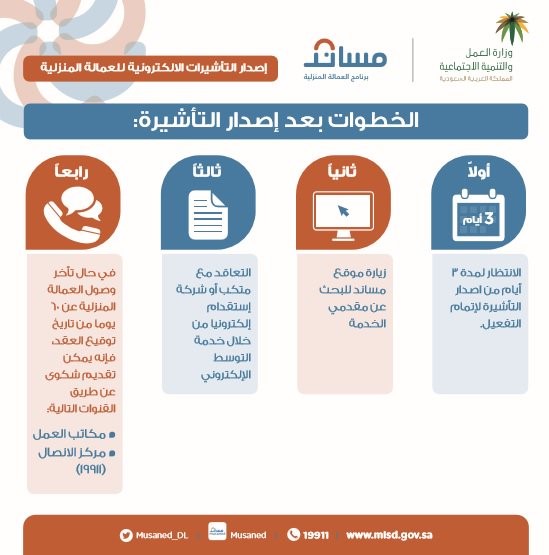 وزارة العمل
والتنمية الاجتماعية
المملكة العربية السعودية
مساند
برنامج العمالة المنزلية
إصدار التأشيرات الالكترونية للعمالة المنزلية
الخطوات بعد إصدار التأشيرة:
أولاً
3 أيام
الانتظار لمدة ٣
أيام من اصدار
التأشيرة لإتمام
التفعيل.
ثانياً
زيارة موقع
مساند للبحث
عن مقدمي
الخدمة
ثالثاً
التعاقد مع
متكب أو شركة
إستقدام
إلكترونيا من
خلال خدمة
التوسط
الإلكتروني
رابعاً
في حال تأخر
وصول العمالة
المنزلية عن ٦٠
يوما من تاريخ
توقيع العقد،
فإنه يمكن
تقديم شكوى
عن طريق
القنوات التالية:
● مكاتب العمل
● مركز الاتصال
(١٩٩١١)
Musaned_DL | Musaned | 19911 | www.mlsd.gov.sa